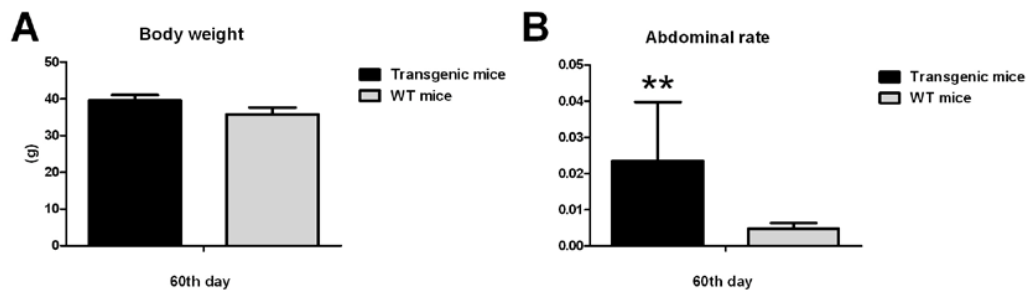 A
Body weight
50
40
30
20
10
0
(g)
60th day
Transgenic mice
WT mice
B
Abdominal rate
0.05
0.04
0.03
0.02
0.01
0.00
**
60th day
Transgenic mice
WT mice